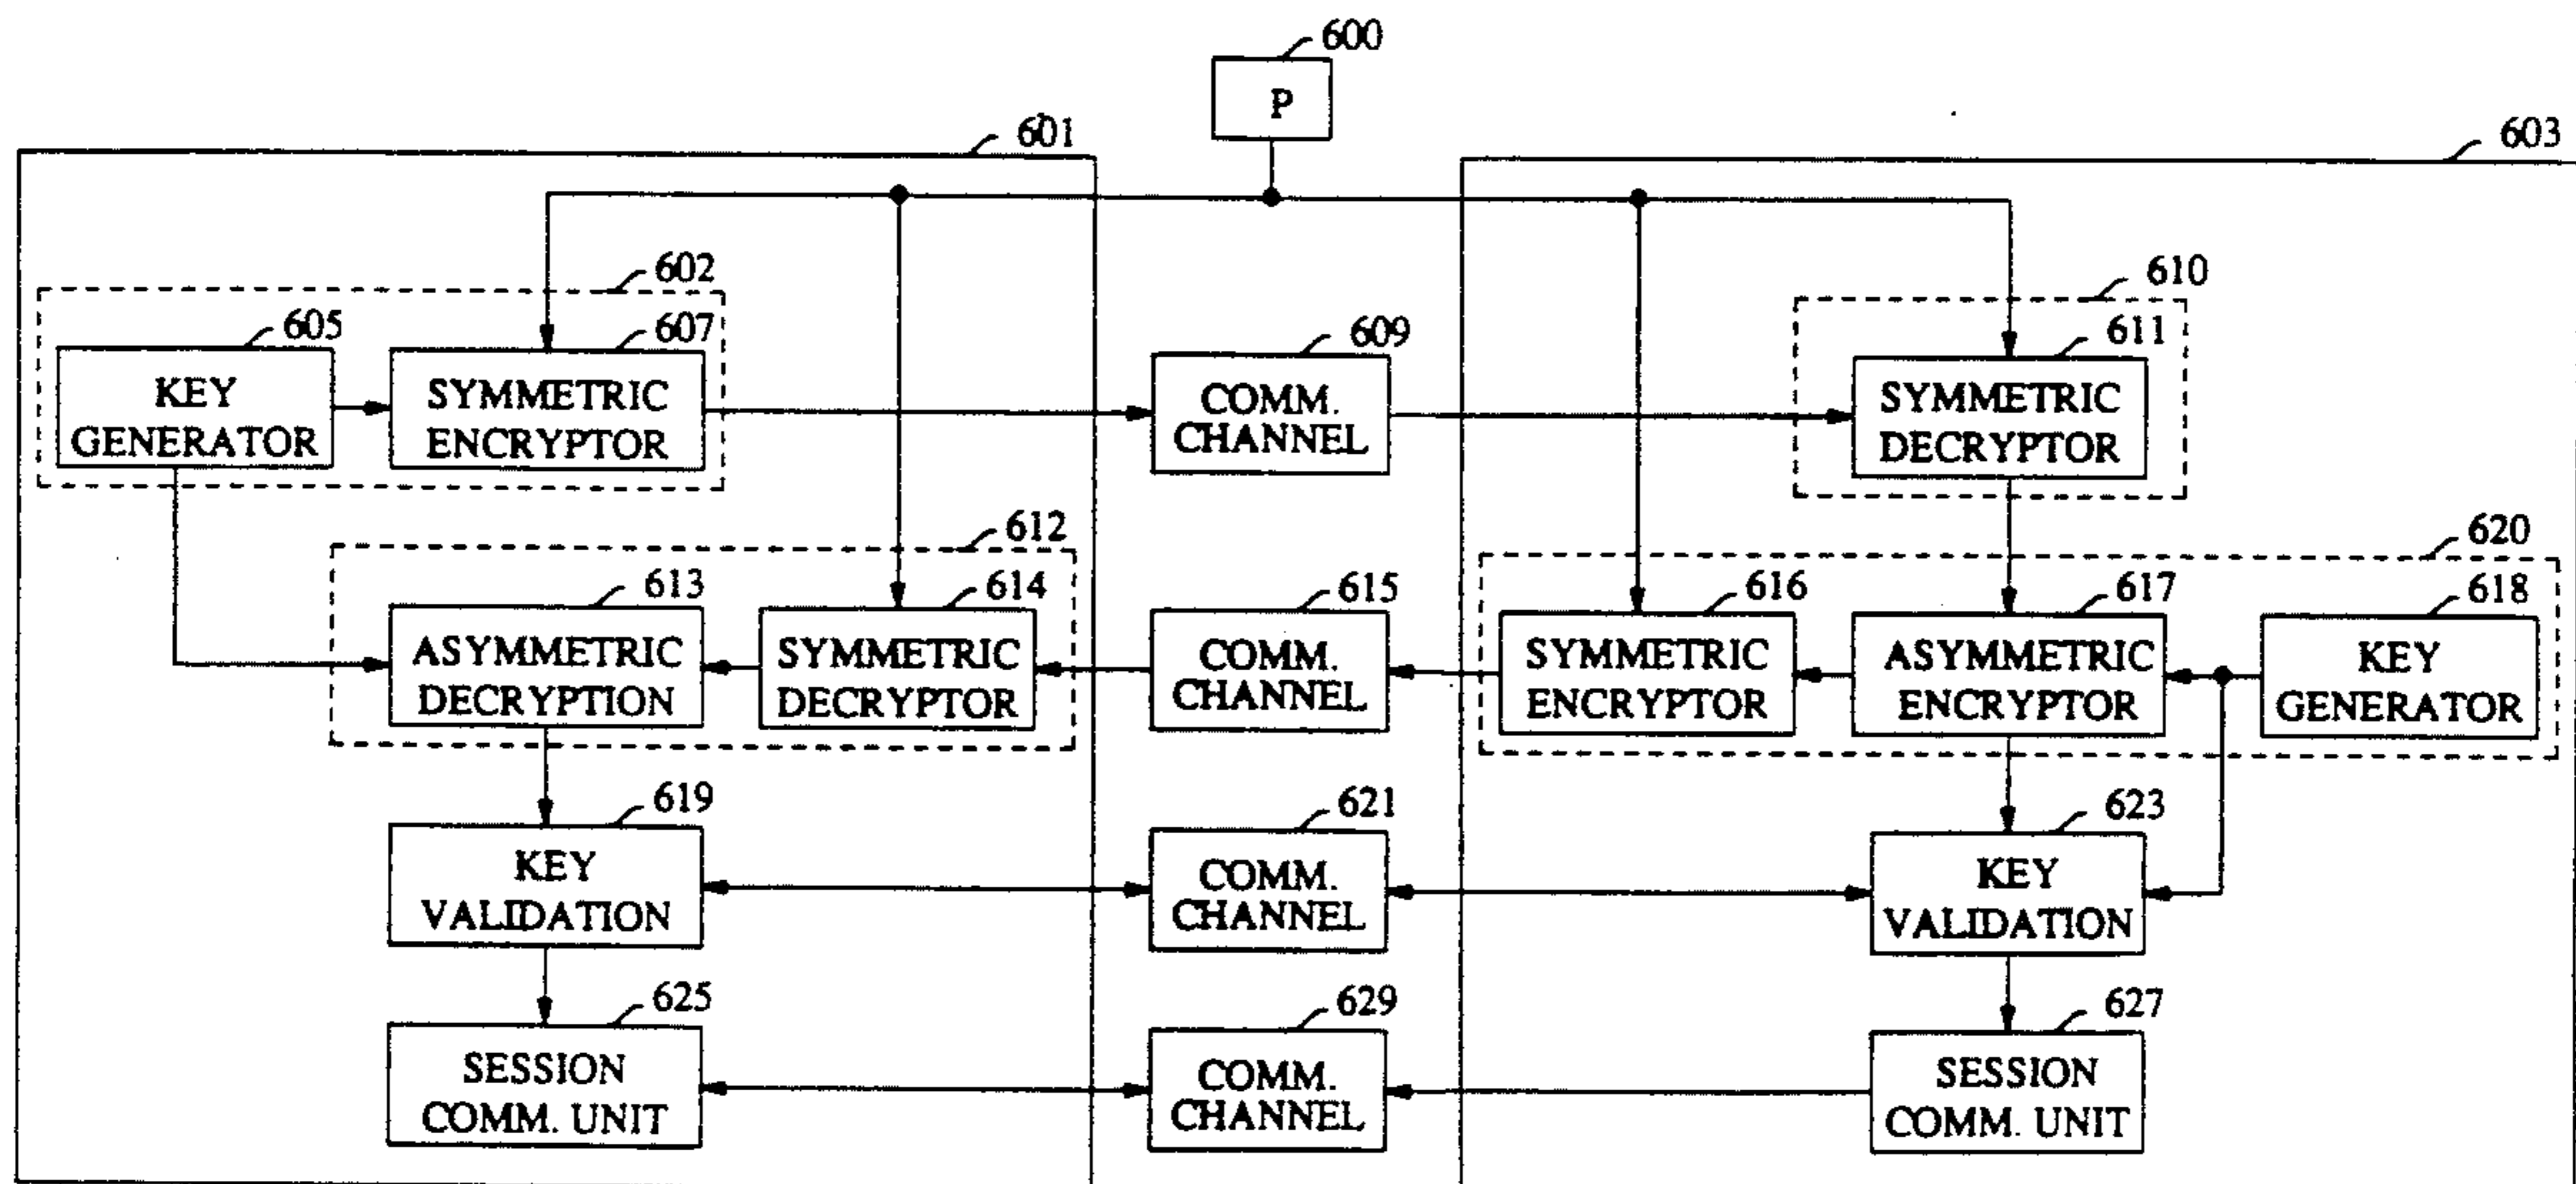 600
P
601
603
602
610
605
607
609
611
KEY
GENERATOR
SYMMETRIC
ENCRYPTOR
COMM.
CHANNEL
SYMMETRIC
DECRYPTOR
612
620
613
614
615
616
617
618
ASYMMETRIC
DECRYPTION
SYMMETRIC
DECRYPTOR
COMM.
CHANNEL
SYMMETRIC
ENCRYPTOR
ASYMMETRIC
ENCRYPTOR
KEY
GENERATOR
619
621
623
KEY
VALIDATION
COMM.
CHANNEL
KEY
VALIDATION
625
629
627
SESSION
COMM. UNIT
COMM.
CHANNEL
SESSION
COMM. UNIT